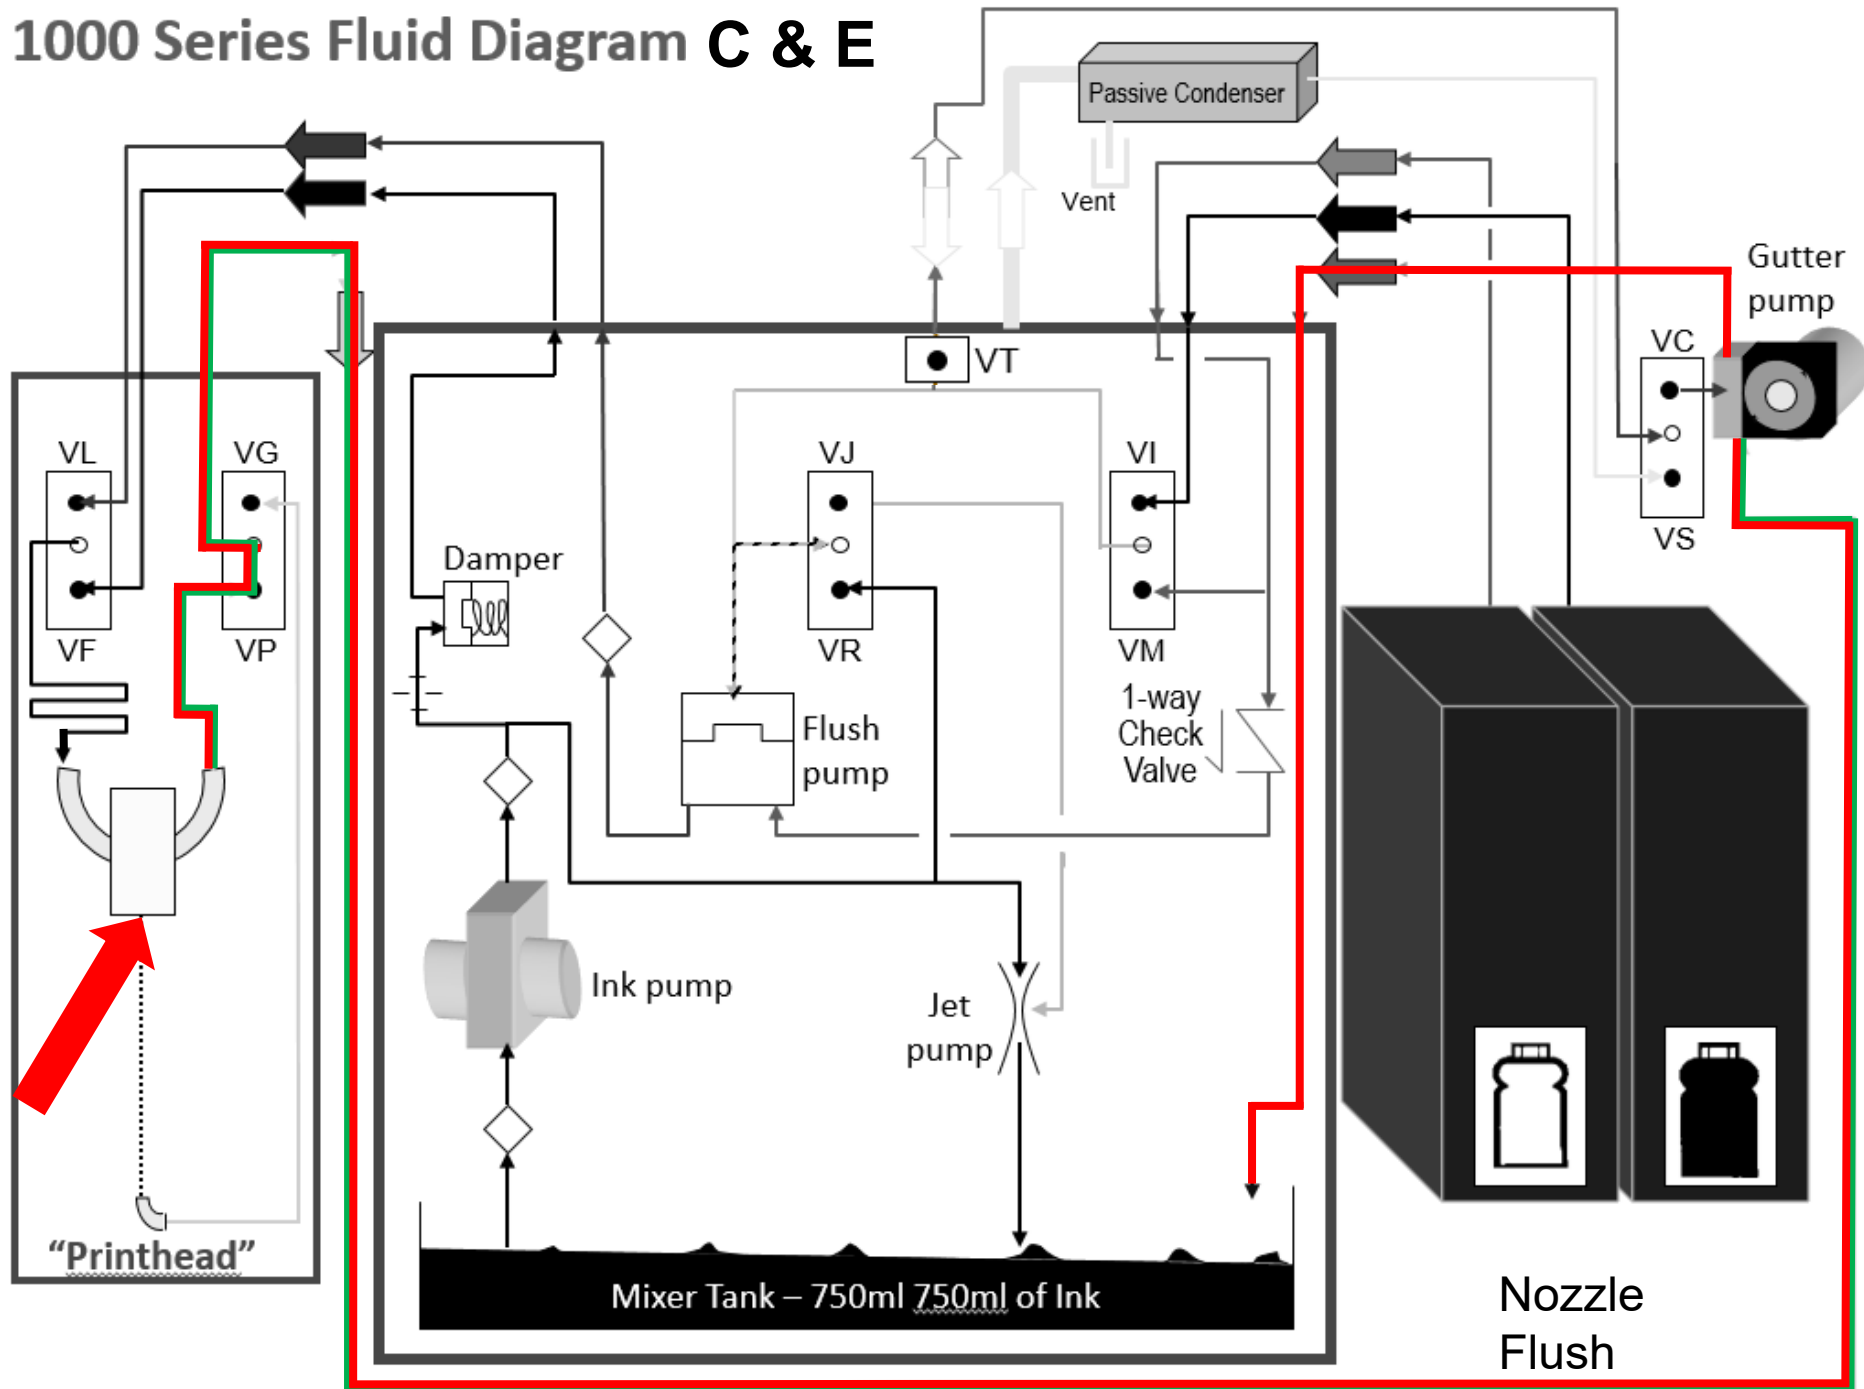 1000 Series Fluid Diagram C & E
Passive Condenser
Vent
Gutter
pump
VT
VC
VS
VL
VG
VJ
VI
Damper
VF
VP
VR
VM
1-way
Check
Valve
Flush
pump
Ink pump
Jet
pump
“Printhead”
Mixer Tank – 750ml 750ml of Ink
Nozzle
Flush